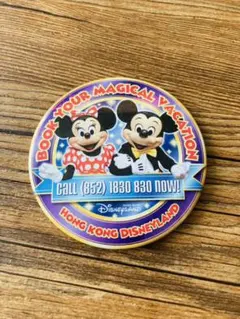 BOOK YOUR MAGICAL VACATION
Call (852) 1830 830 now!
Disneyland
HONG KONG DISNEYLAND